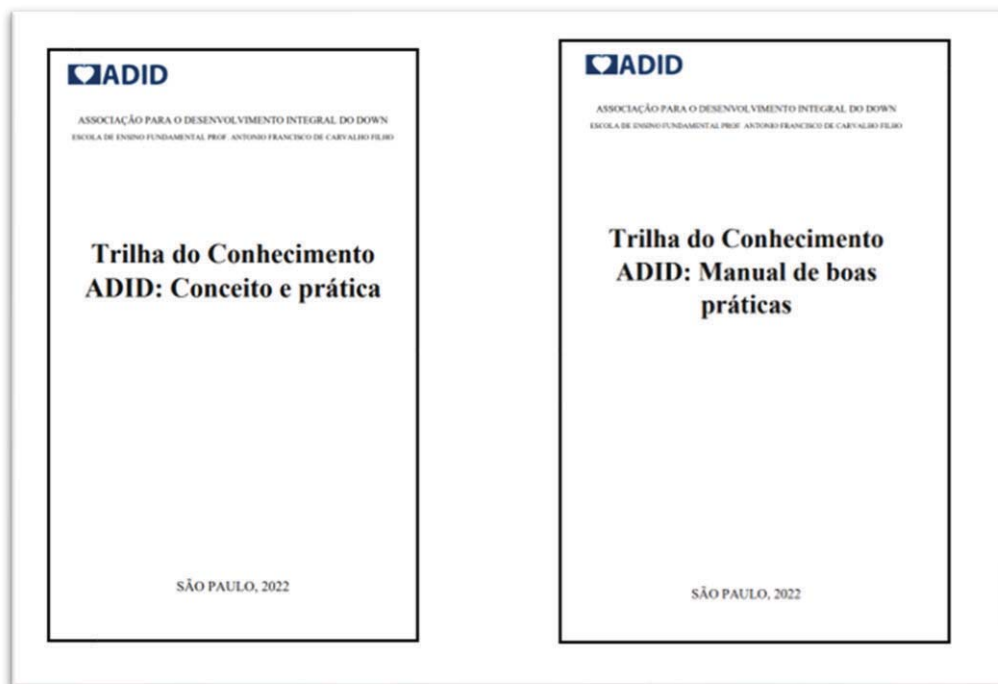 ADID
ASSOCIAÇÃO PARA O DESENVOLVIMENTO INTEGRAL DO DOWN
ESCOLA DE ENSINO FUNDAMENTAL PROF. ANTONIO FRANCISCO DE CARVALHO FILHO
Trilha do Conhecimento
ADID: Conceito e prática
SÃO PAULO, 2022
ADID
ASSOCIAÇÃO PARA O DESENVOLVIMENTO INTEGRAL DO DOWN
ESCOLA DE ENSINO FUNDAMENTAL PROF. ANTONIO FRANCISCO DE CARVALHO FILHO
Trilha do Conhecimento
ADID: Manual de boas
práticas
SÃO PAULO, 2022